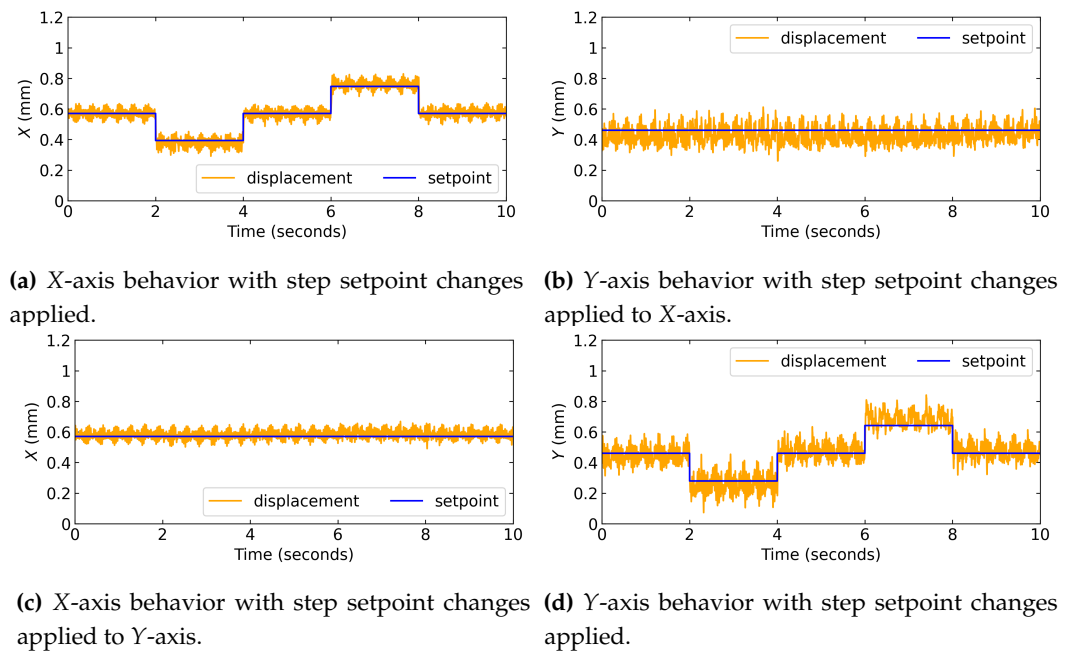 1.2
1
0.8
0.6
0.4
0.2
0
X (mm)
displacement setpoint
0 2 4 6 8 10
Time (seconds)
1.2
1
0.8
0.6
0.4
0.2
0
Y (mm)
displacement setpoint
0 2 4 6 8 10
Time (seconds)
(a) X-axis behavior with step setpoint changes
applied.
(b) Y-axis behavior with step setpoint changes
applied to X-axis.
1.2
1
0.8
0.6
0.4
0.2
0
X (mm)
displacement setpoint
0 2 4 6 8 10
Time (seconds)
1.2
1
0.8
0.6
0.4
0.2
0
Y (mm)
displacement setpoint
0 2 4 6 8 10
Time (seconds)
(c) X-axis behavior with step setpoint changes
applied to Y-axis.
(d) Y-axis behavior with step setpoint changes
applied.